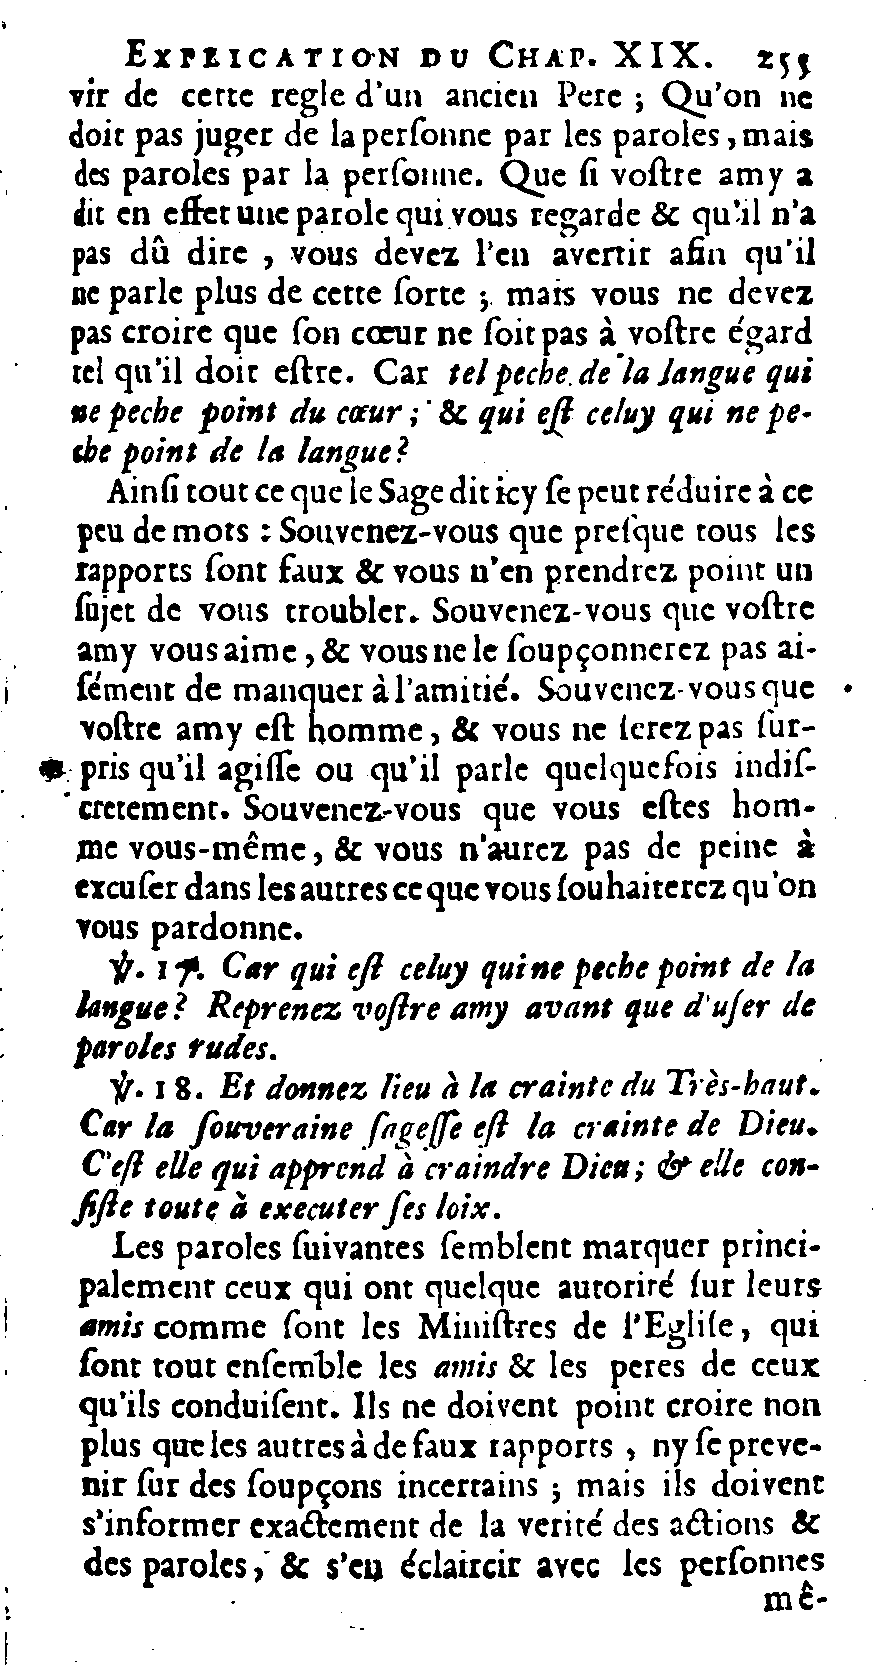 EXPLICATION DU CHAP. XIX. 255
vir de cette regle d'un ancien Pere ; Qu'on ne
doit pas juger de la perſonne par les paroles, mais
des paroles par la perſonne. Que ſi voſtre amy a
dit en effet une parole qui vous regarde & qu'il n'a
pas dû dire , vous devez l'en avertir afin qu'il
ne parle plus de cette ſorte ; mais vous ne devez
pas croire que ſon cœur ne ſoit pas à voſtre égard
tel qu'il doit eſtre. Car tel peche de la langue qui
ne peche point du cœur ; & qui eſt celuy qui ne pe-
che point de la langue ?
Ainſi tout ce que le Sage dit icy ſe peut réduire à ce
peu de mots : Souvenez-vous que preſque tous les
rapports ſont faux & vous n'en prendrez point un
ſujet de vous troubler. Souvenez-vous que voſtre
amy vous aime, & vous ne le ſoupçonnerez pas ai-
ſément de manquer à l'amitié. Souvenez-vous que
voſtre amy eſt homme, & vous ne ſerez pas ſur-
pris qu'il agiſſe ou qu'il parle quelquefois indiſ-
cretement. Souvenez-vous que vous eſtes hom-
me vous-même, & vous n'aurez pas de peine à
excuſer dans les autres ce que vous ſouhaiterez qu'on
vous pardonne.
℣. 17. Car qui eſt celuy qui ne peche point de la
langue ? Reprenez voſtre amy avant que d'uſer de
paroles rudes.
℣. 18. Et donnez lieu à la crainte du Très-haut.
Car la ſouveraine ſageſſe eſt la crainte de Dieu.
C'eſt elle qui apprend à craindre Dieu ; & elle con-
ſiſte toute à executer ſes loix.
Les paroles ſuivantes ſemblent marquer princi-
palement ceux qui ont quelque autorité ſur leurs
amis comme ſont les Miniſtres de l'Egliſe, qui
ſont tout enſemble les amis & les peres de ceux
qu'ils conduiſent. Ils ne doivent point croire non
plus que les autres à de faux rapports , ny ſe preve-
nir ſur des ſoupçons incertains ; mais ils doivent
s'informer exactement de la verité des actions &
des paroles, & s'en éclaircir avec les perſonnes
mê-